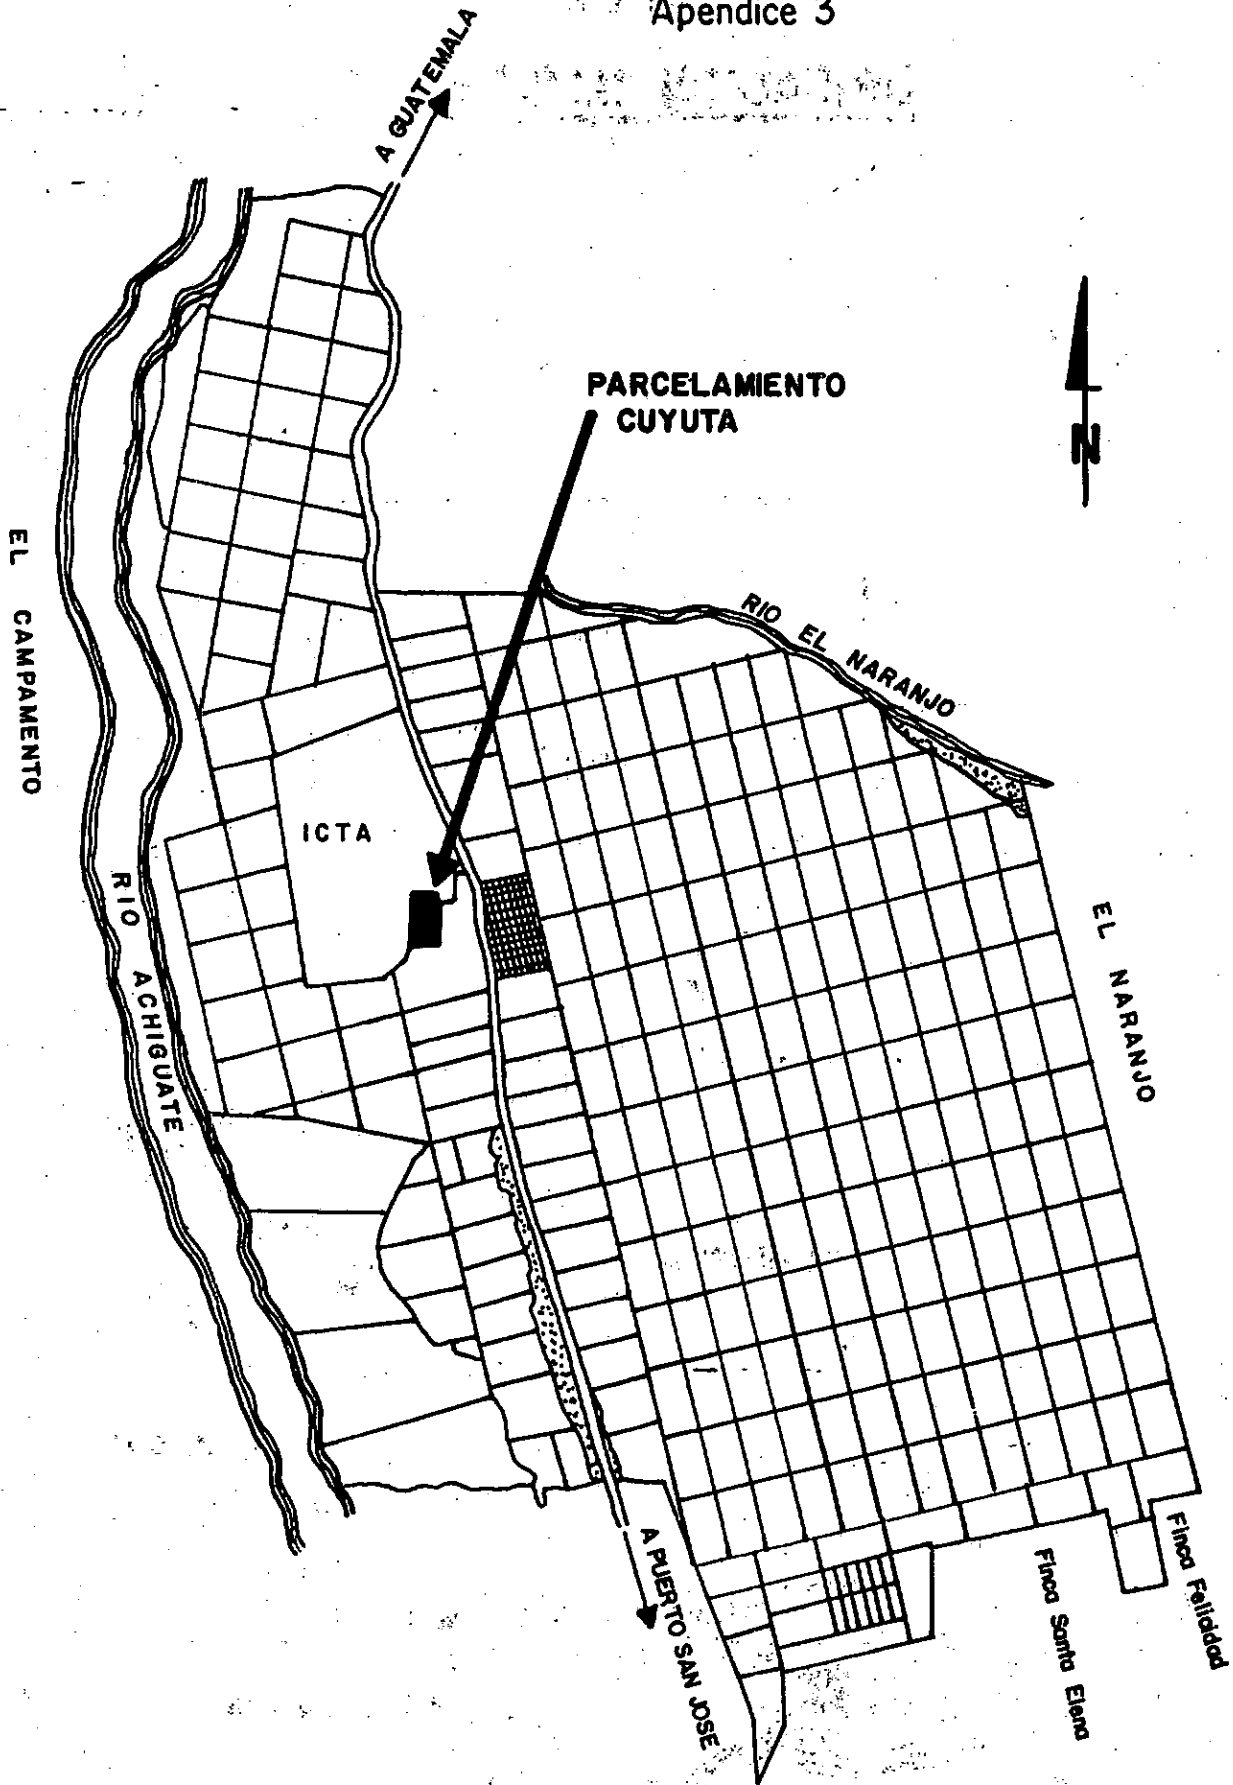 Apendice 3
A GUATEMALA
PARCELAMIENTO
CUYUTA
N
RIO EL NARANJO
EL CAMPAMENTO
ICTA
RIO ACHIGUATE
EL NARANJO
A PUERTO SAN JOSE
Finca Santa Elena
Finca Felicidad